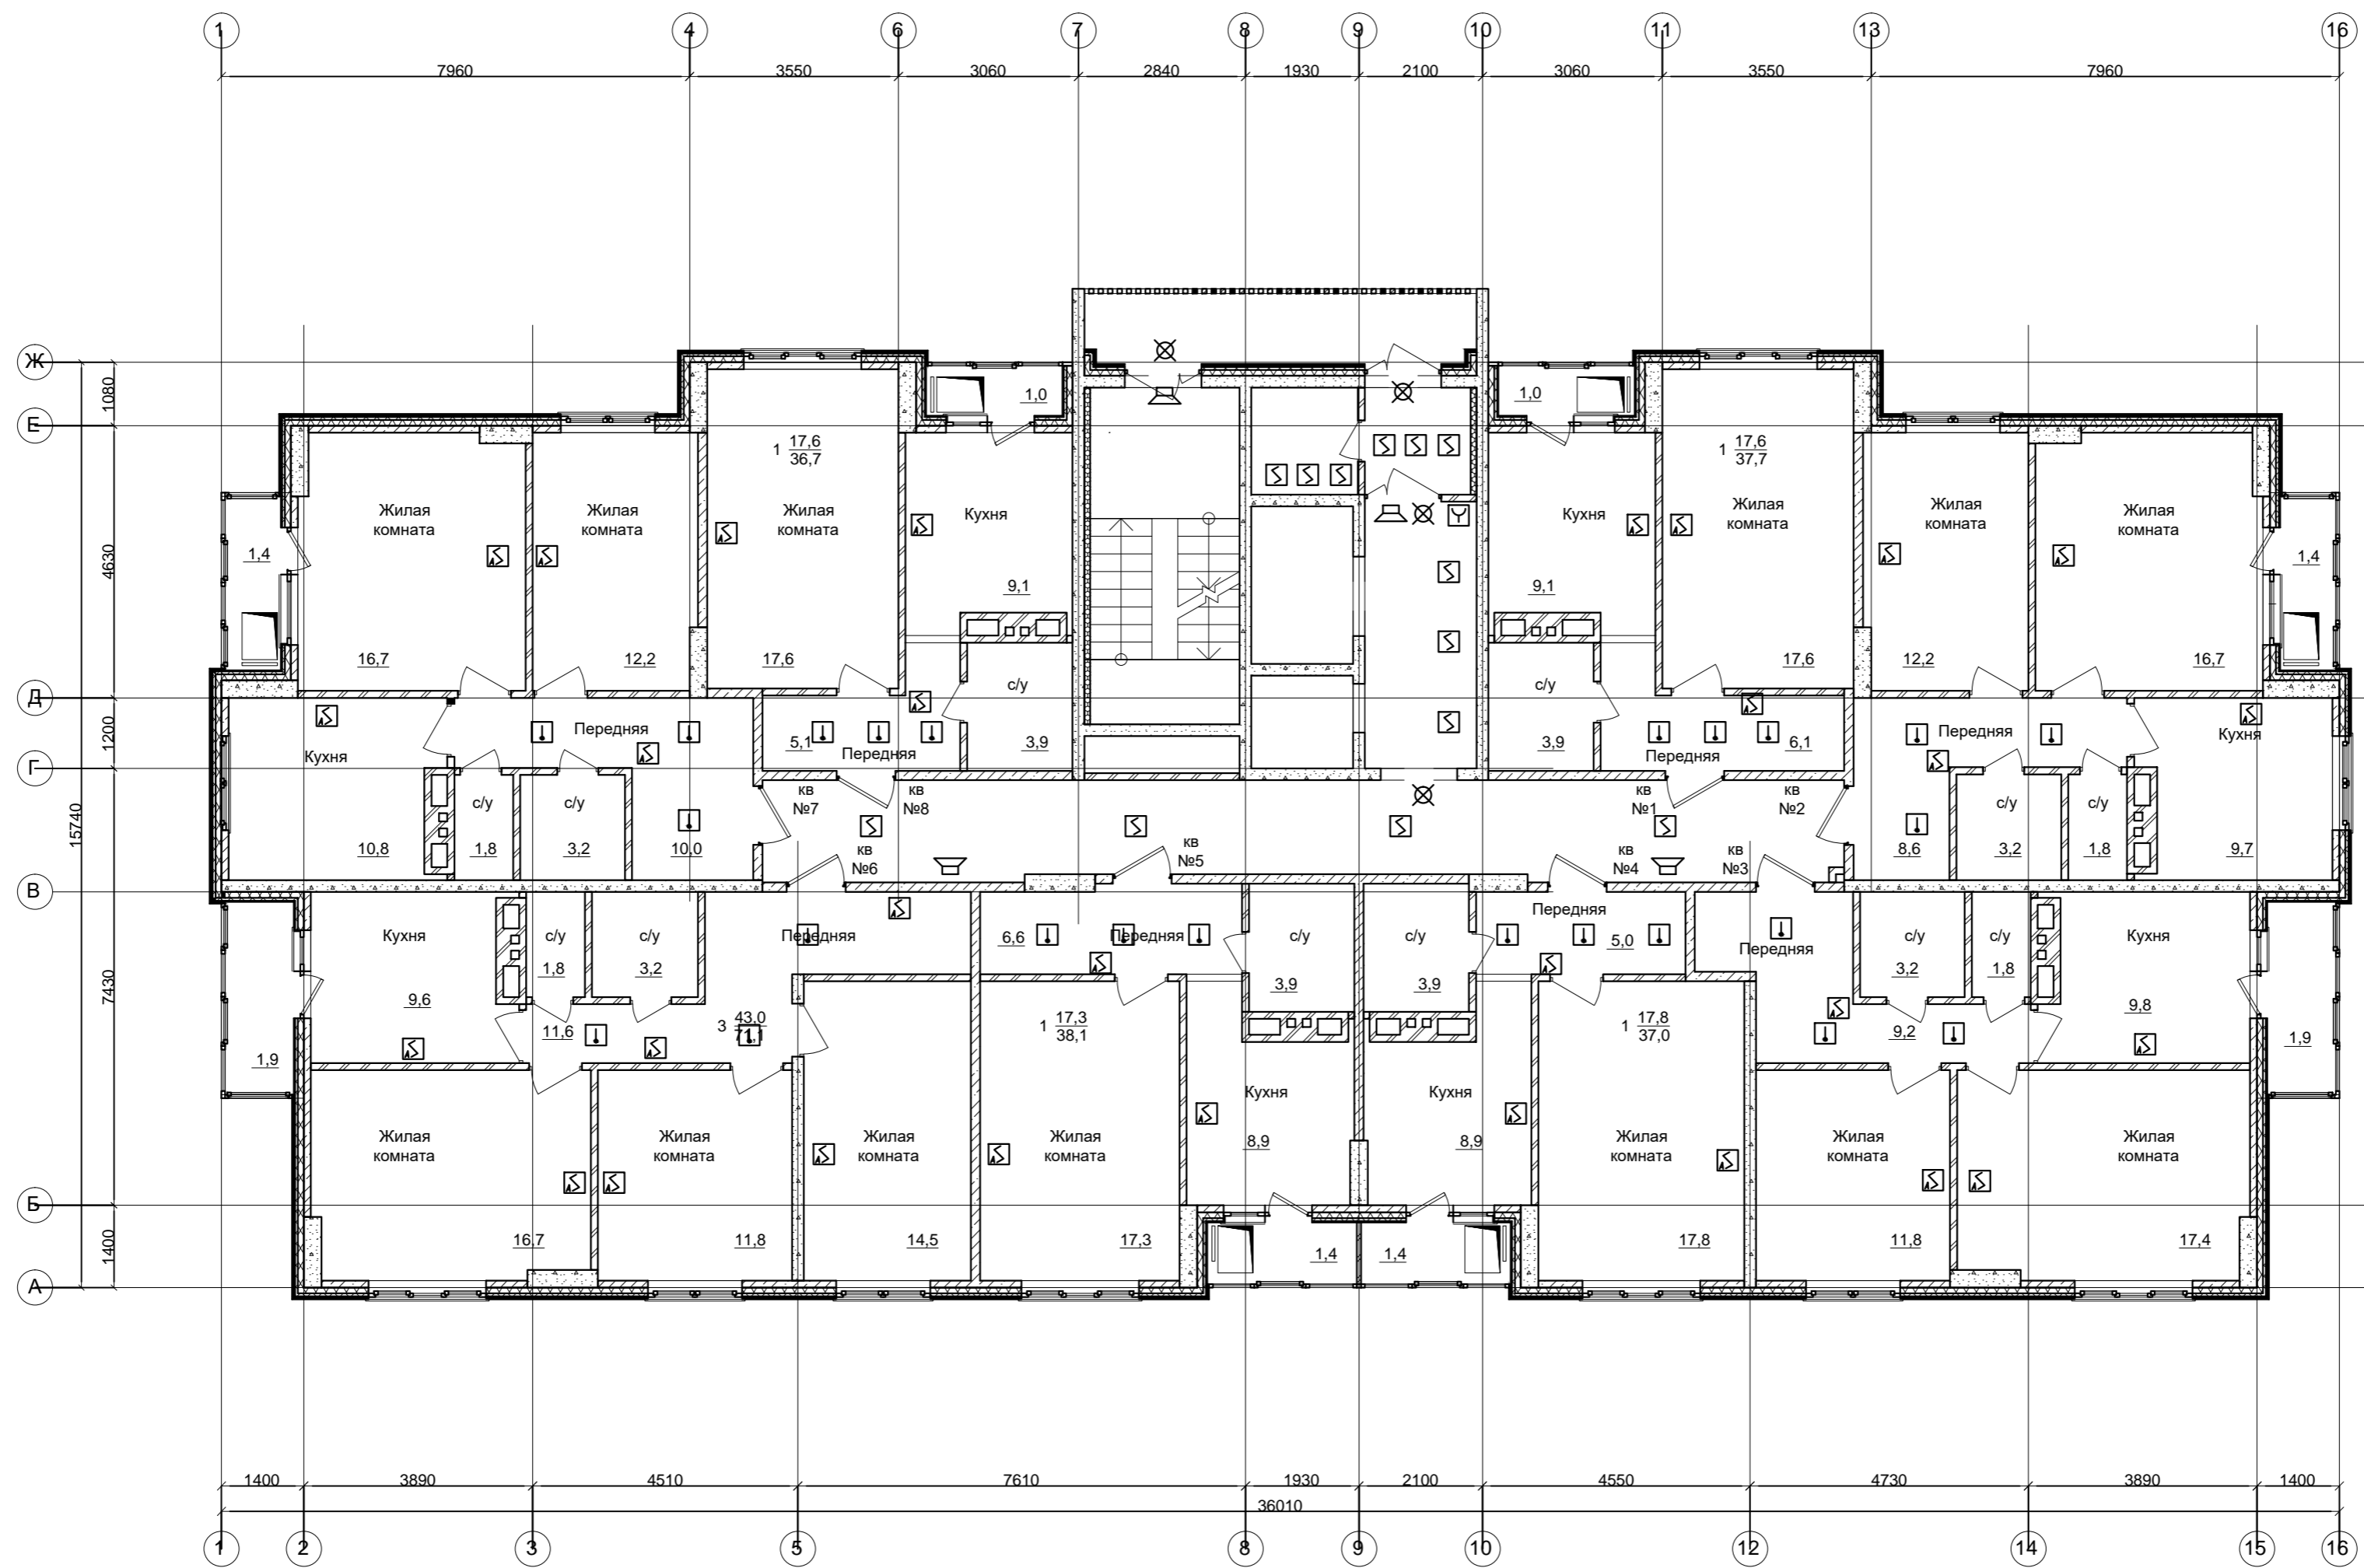 1 4 6 7 8 9 10 11 13 16
7960 3550 3060 2840 1930 2100 3060 3550 7960
Ж
1080
1,0 1,0
Е
1 17,6 1 17,6
36,7 37,7
4630
Жилая Жилая Жилая Кухня Кухня Жилая Жилая Жилая
комната комната комната комната комната комната
1,4 1,4
9,1 9,1
16,7 12,2 17,6 17,6 12,2 16,7
с/у с/у
Д
1200
Кухня Передняя 5,1 Передняя 3,9 3,9 Передняя 6,1 Передняя Кухня
Г
15740
кв кв кв кв
№7 №8 №1 №2
с/у с/у с/у с/у
10,8 1,8 3,2 10,0 8,6 3,2 1,8 9,7
кв кв кв кв
№6 №5 №4 №3
В
7430
Кухня с/у с/у Передняя 6,6 Передняя с/у с/у Передняя 5,0 Передняя с/у с/у Кухня
1,8 3,2 3,2 1,8
9,6 3,9 3,9 9,8
11,6 3 43,0 1 17,3 1 17,8 9,2
71,1 38,1 37,0
1,9 1,9
Кухня Кухня
Жилая Жилая Жилая Жилая 8,9 8,9 Жилая Жилая Жилая
комната комната комната комната комната комната комната
Б
1400
16,7 11,8 14,5 17,3 1,4 1,4 17,8 11,8 17,4
А
1400 3890 4510 7610 1930 2100 4550 4730 3890 1400
36010
1 2 3 5 8 9 10 12 14 15 16